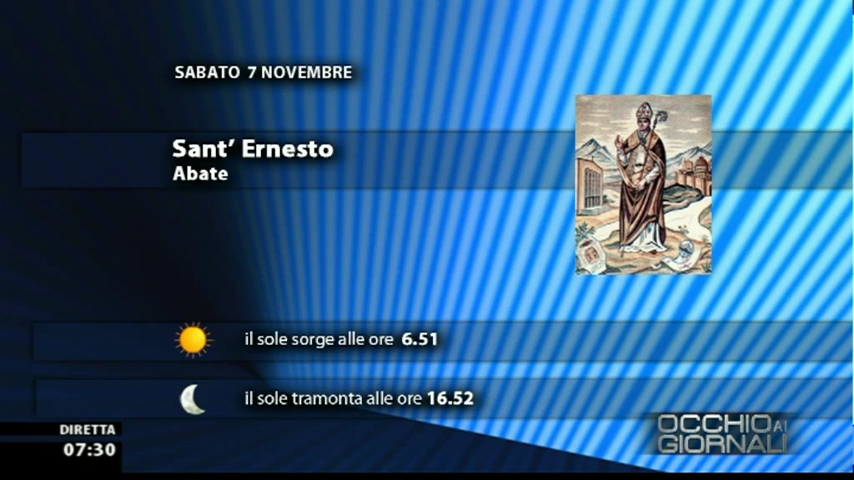 SABATO 7 NOVEMBRE
Sant' Ernesto
Abate
il sole sorge alle ore 6.51
il sole tramonta alle ore 16.52
DIRETTA
07:30
OCCHIO AI
GIORNALI